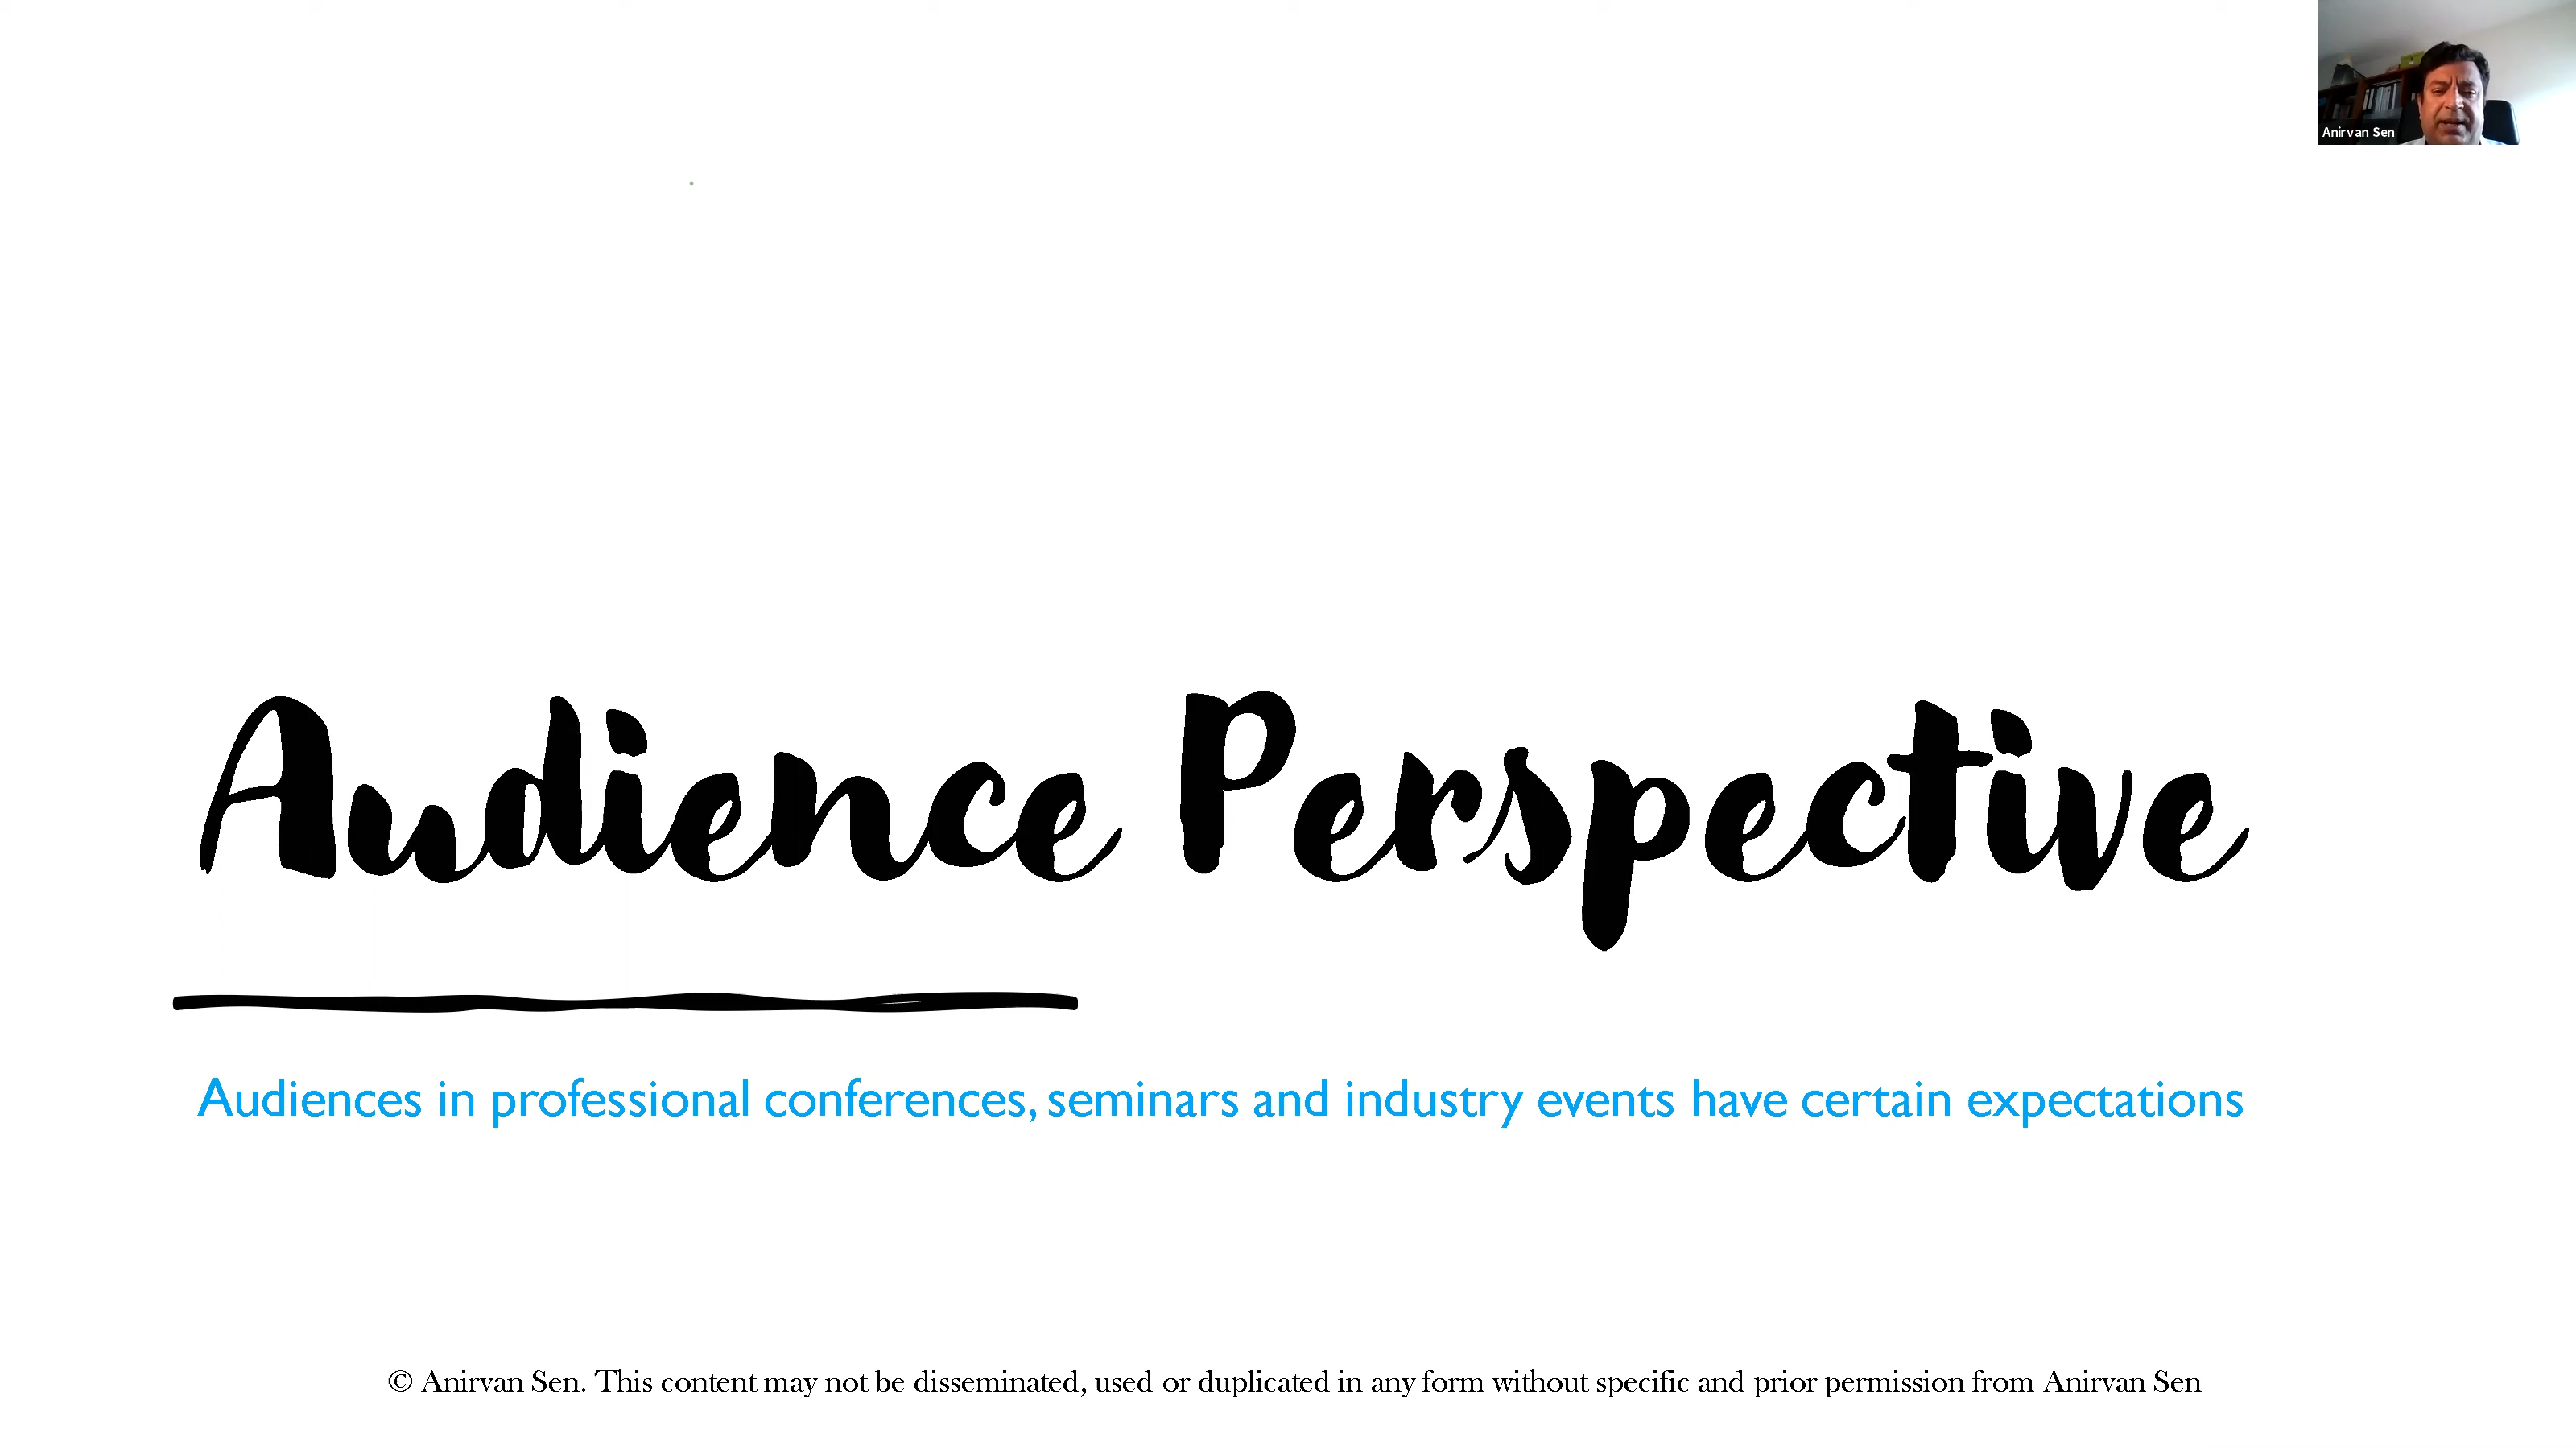 Anirvan Sen
Audience Perspective
Audiences in professional conferences, seminars and industry events have certain expectations
© Anirvan Sen. This content may not be disseminated, used or duplicated in any form without specific and prior permission from Anirvan Sen